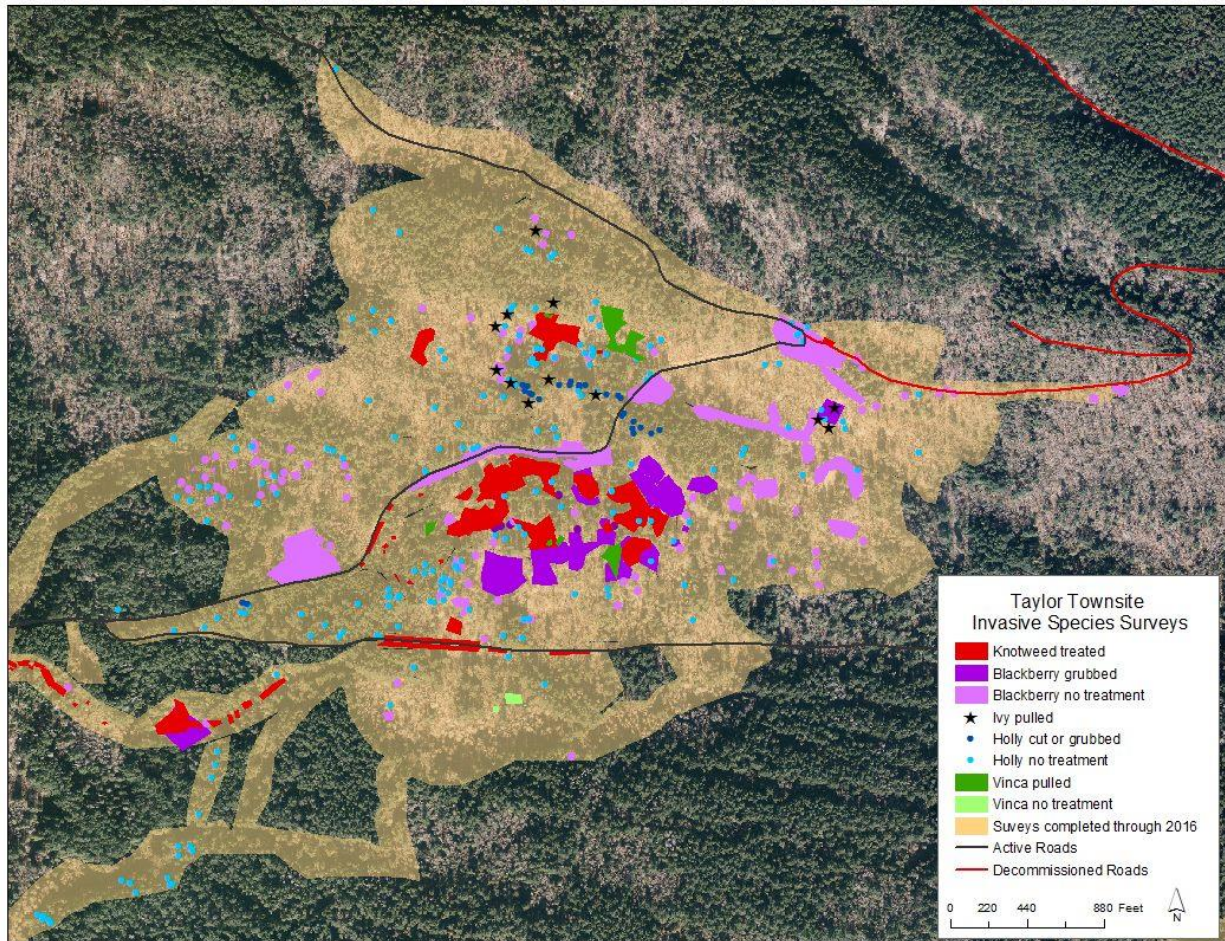 Taylor Townsite
Invasive Species Surveys
Knotweed treated
Blackberry grubbed
Blackberry no treatment
Ivy pulled
Holly cut or grubbed
Holly no treatment
Vinca pulled
Vinca no treatment
Suveys completed through 2016
Active Roads
Decommissioned Roads
0 220 440 880 Feet
N